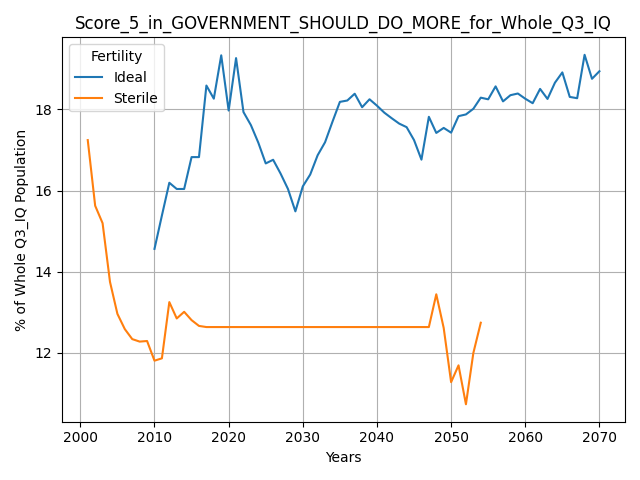 Score_5_in_GOVERNMENT_SHOULD_DO_MORE_for_Whole_Q3_IQ
Fertility
Ideal
Sterile
% of Whole Q3_IQ Population
18
16
14
12
2000 2010 2020 2030 2040 2050 2060 2070
Years